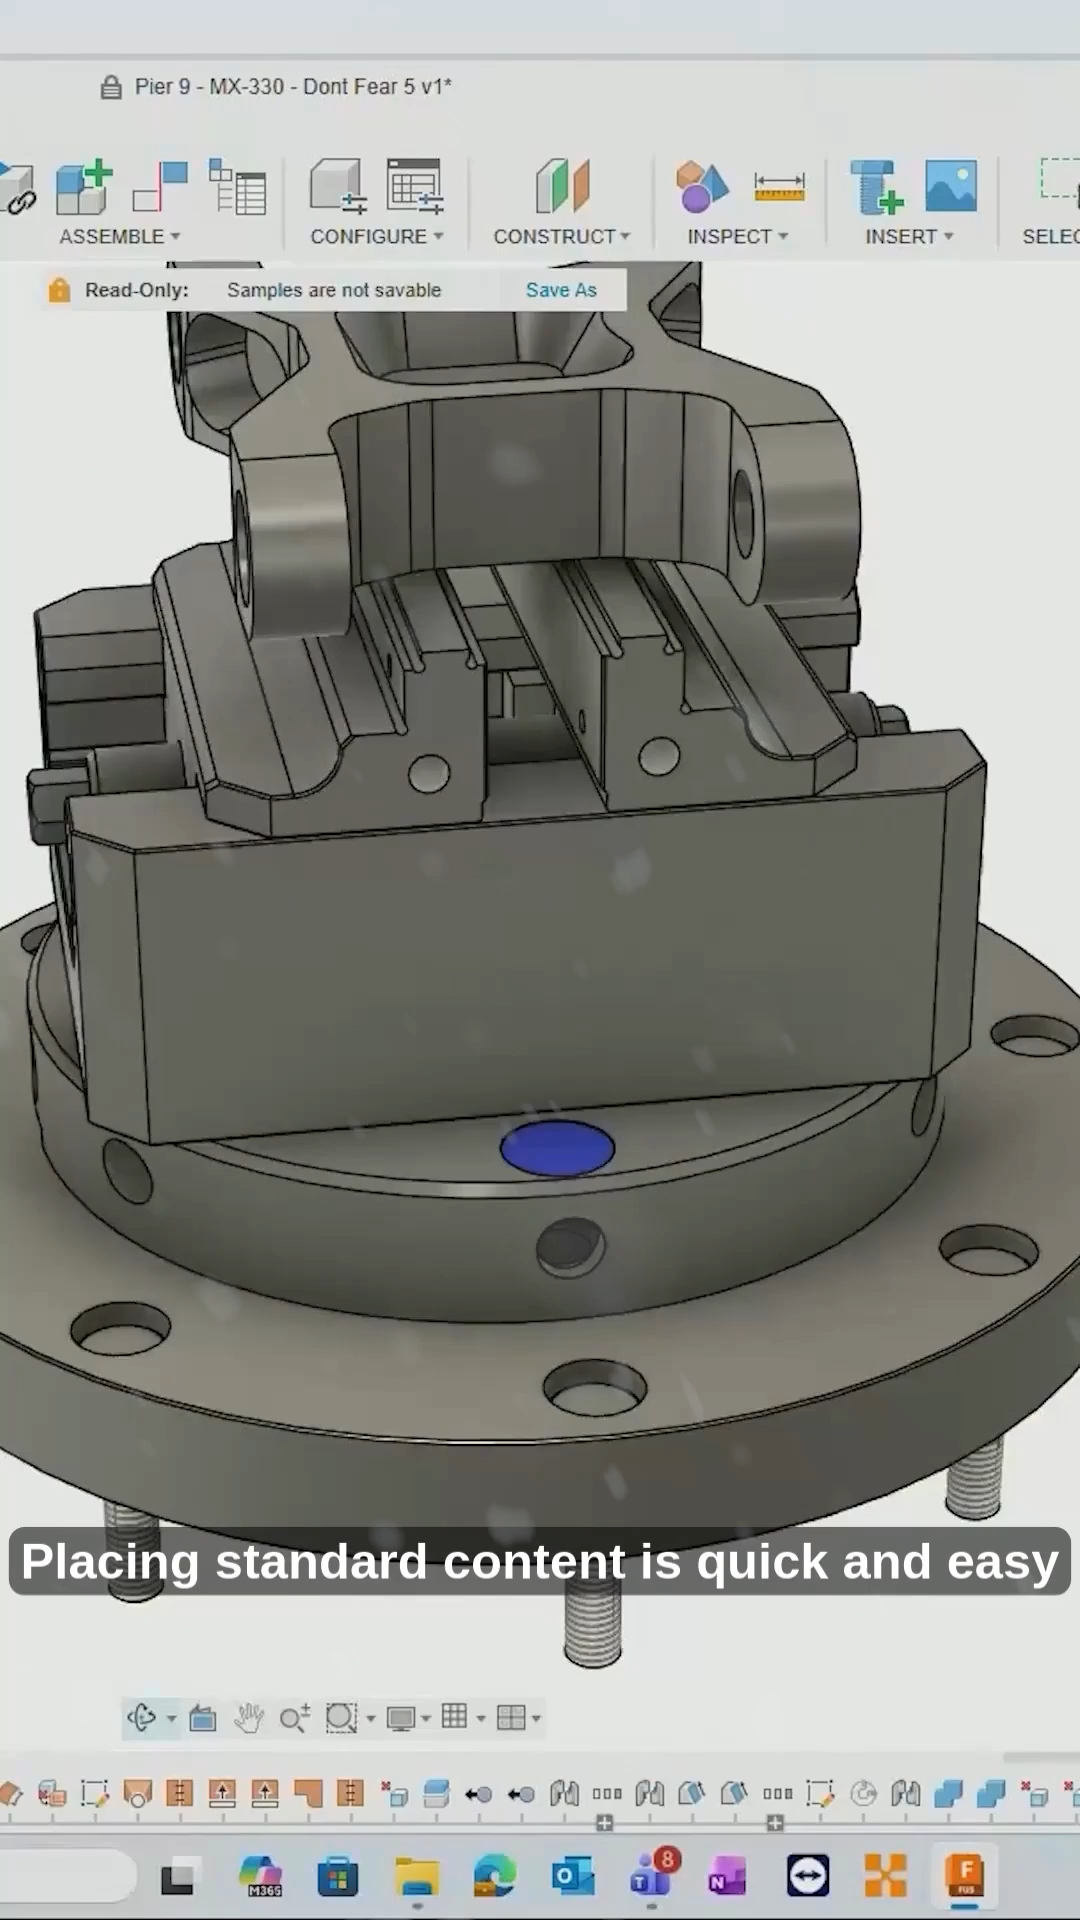 Pier 9 - MX-330 - Dont Fear 5 v1*
ASSEMBLE
CONFIGURE
CONSTRUCT
INSPECT
INSERT
SELEC
Read-Only: Samples are not savable Save As
Placing standard content is quick and easy
M365
8
T
N
F
FUS